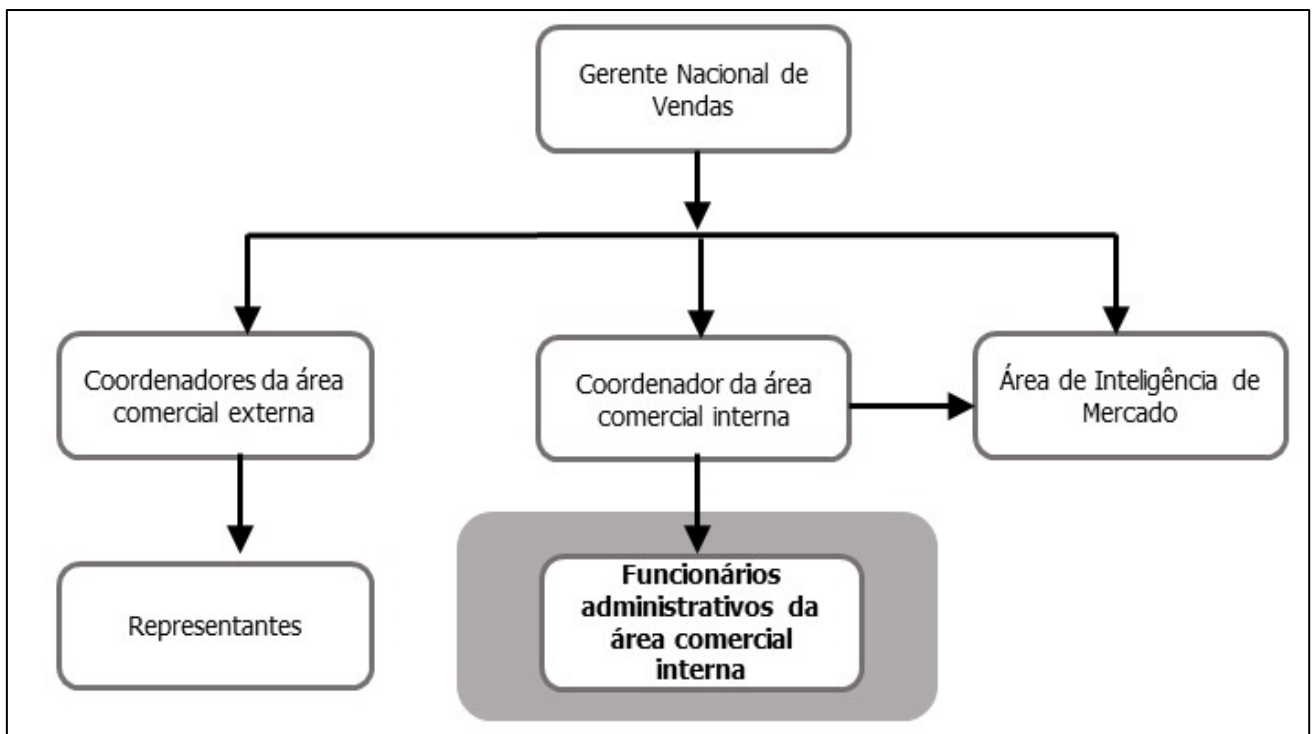 Gerente Nacional de
Vendas
Coordenadores da área
comercial externa
Coordenador da área
comercial interna
Área de Inteligência de
Mercado
Representantes
Funcionários
administrativos da
área comercial
interna